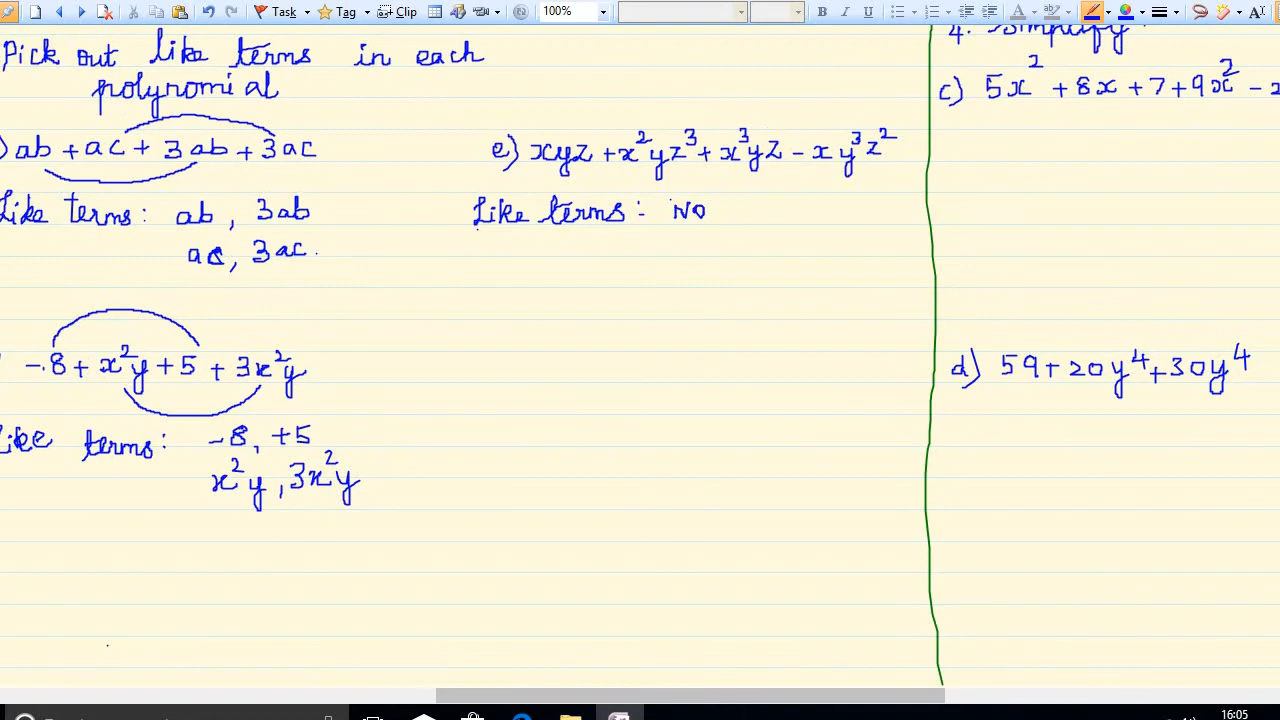 Task Tag Clip 100%
Pick out like terms in each
polynomial
) ab + ac + 3ab + 3ac
Like terms: ab, 3ab
ac, 3ac.
-8 + x²y + 5 + 3x²y
Like terms: -8, +5
x²y, 3x²y
e) xyz + x²yz³ + x³yz - xy³z²
Like terms: No
4. Simplify
c) 5x² + 8x + 7 + 9x² -
d) 59 + 20y⁴ + 30y⁴
16:05